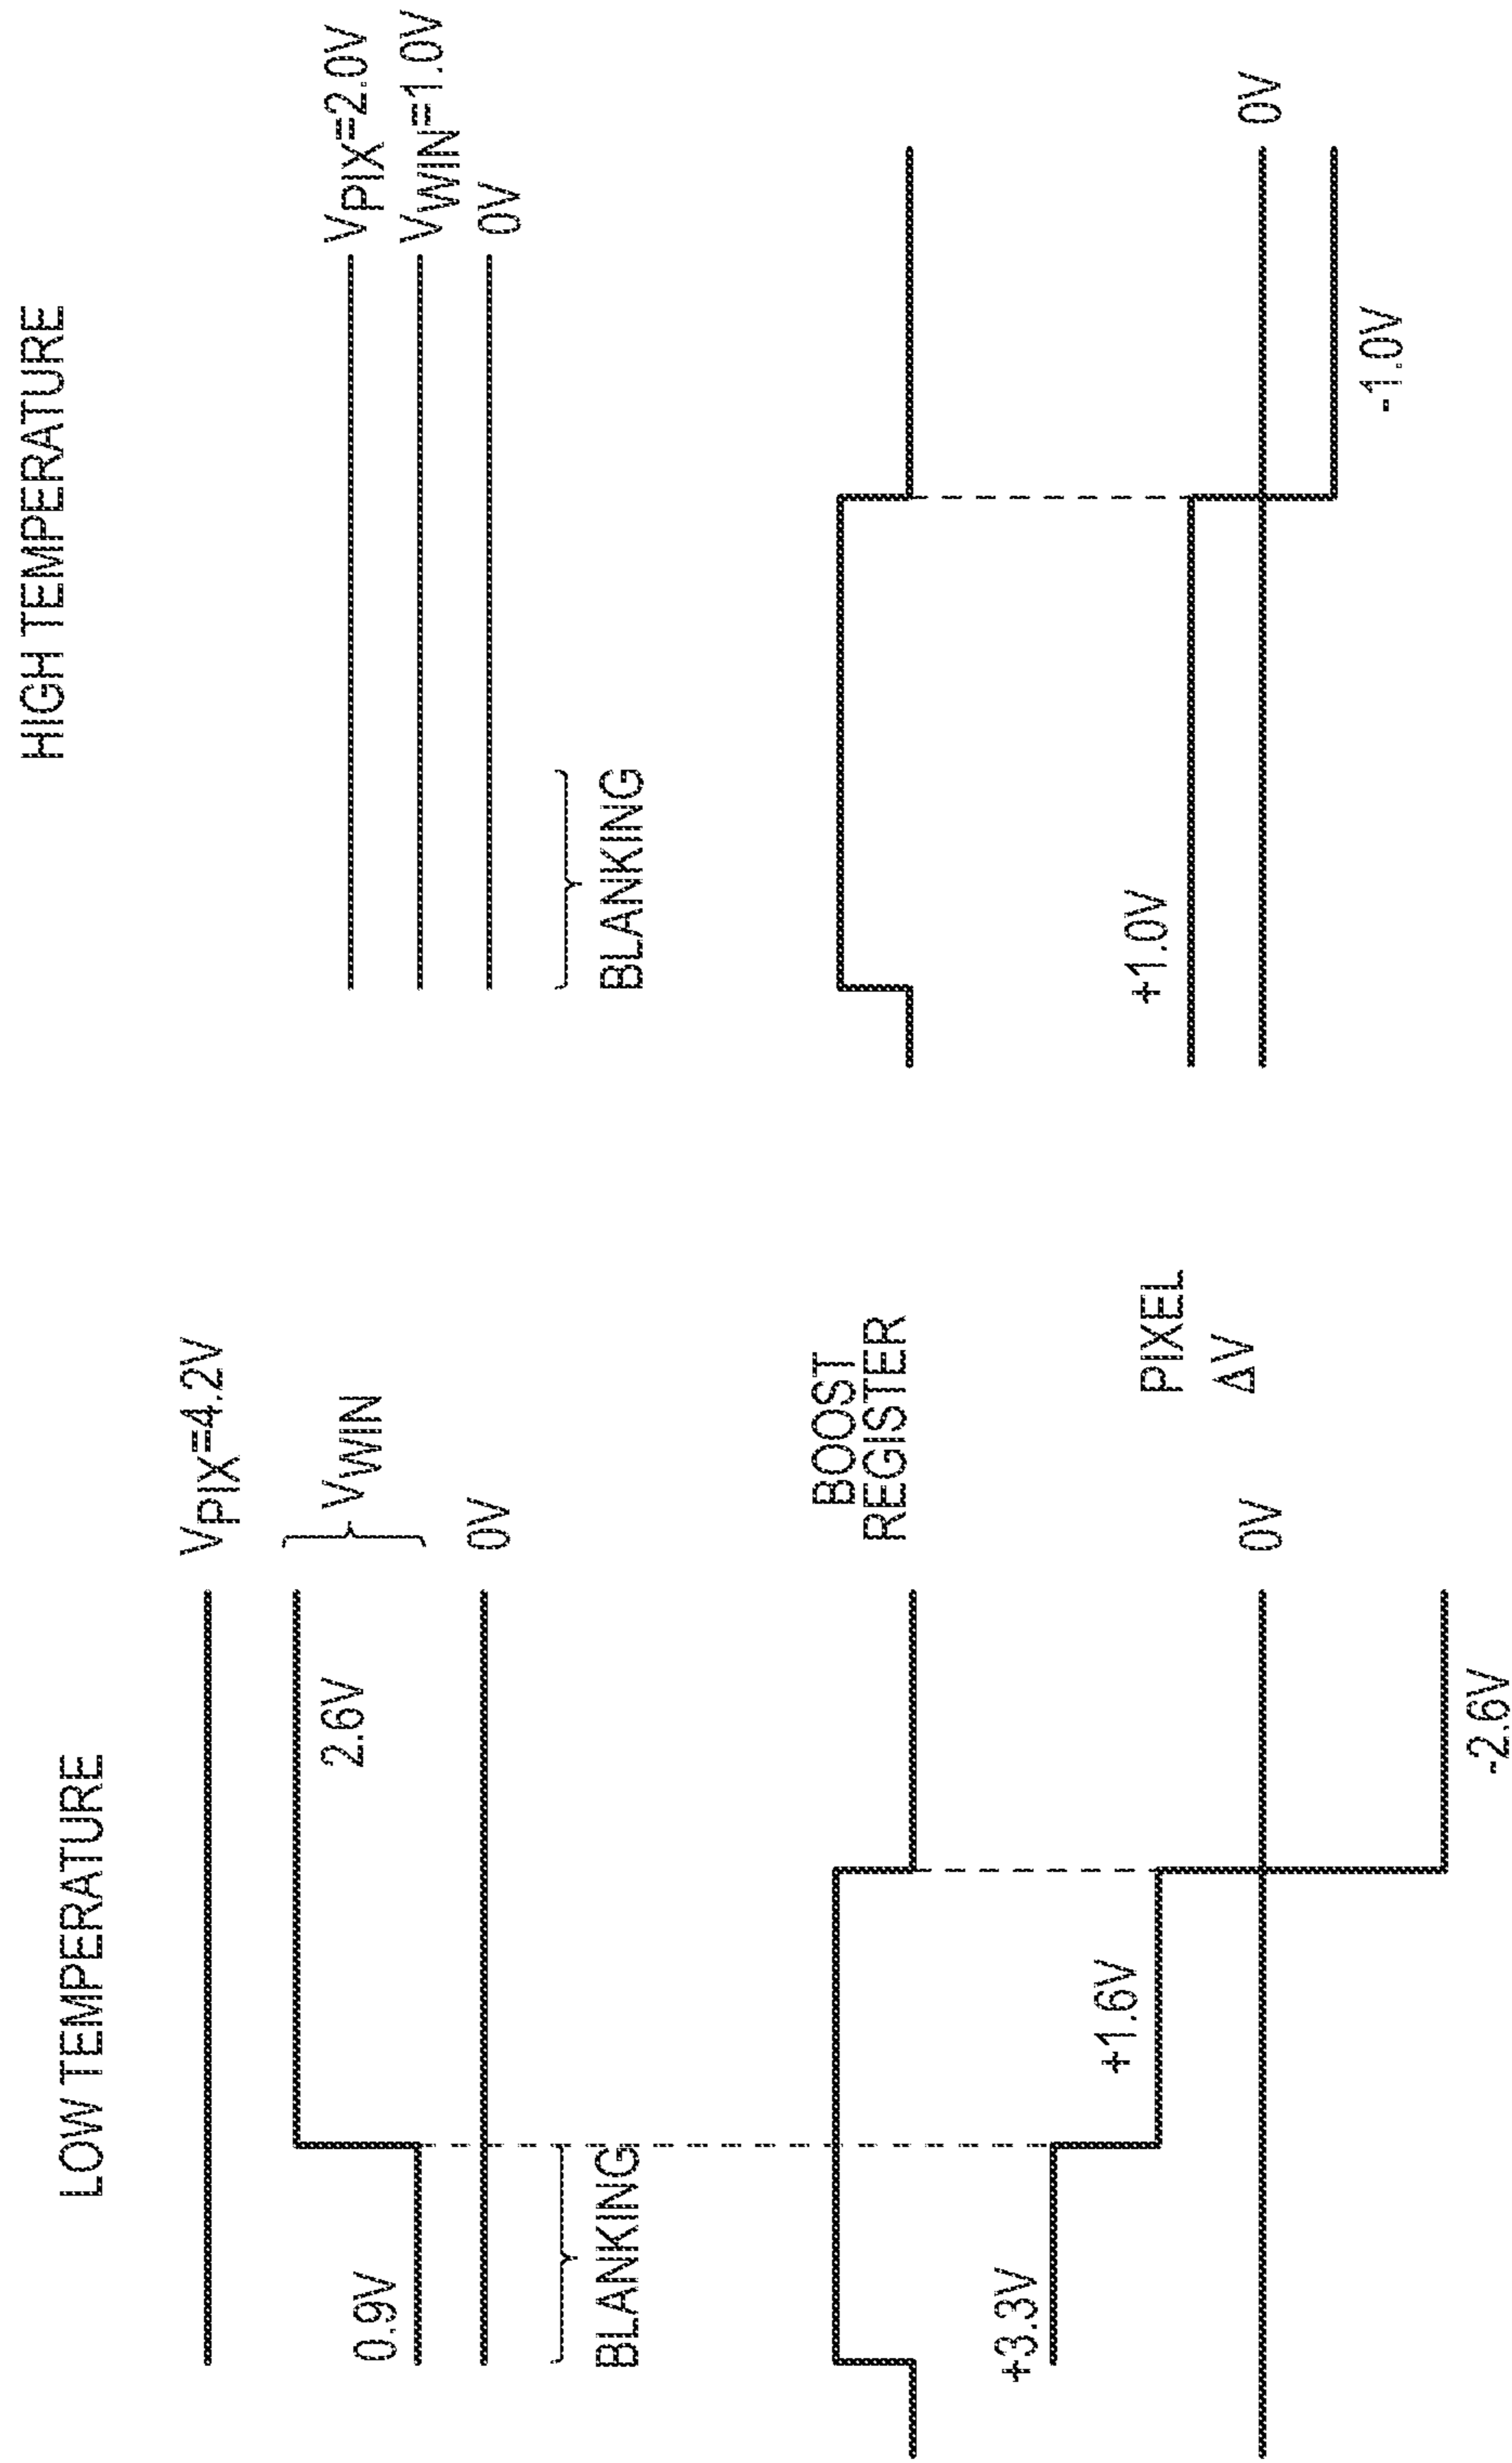 LOW TEMPERATURE
VPIX=4.2V
0.9V
2.6V
VWIN
0V
BLANKING
BOOST
REGISTER
+3.3V
+1.6V
PIXEL
ΔV
0V
-2.6V
HIGH TEMPERATURE
VPIX=2.0V
VWIN=1.0V
0V
BLANKING
+1.0V
0V
-1.0V